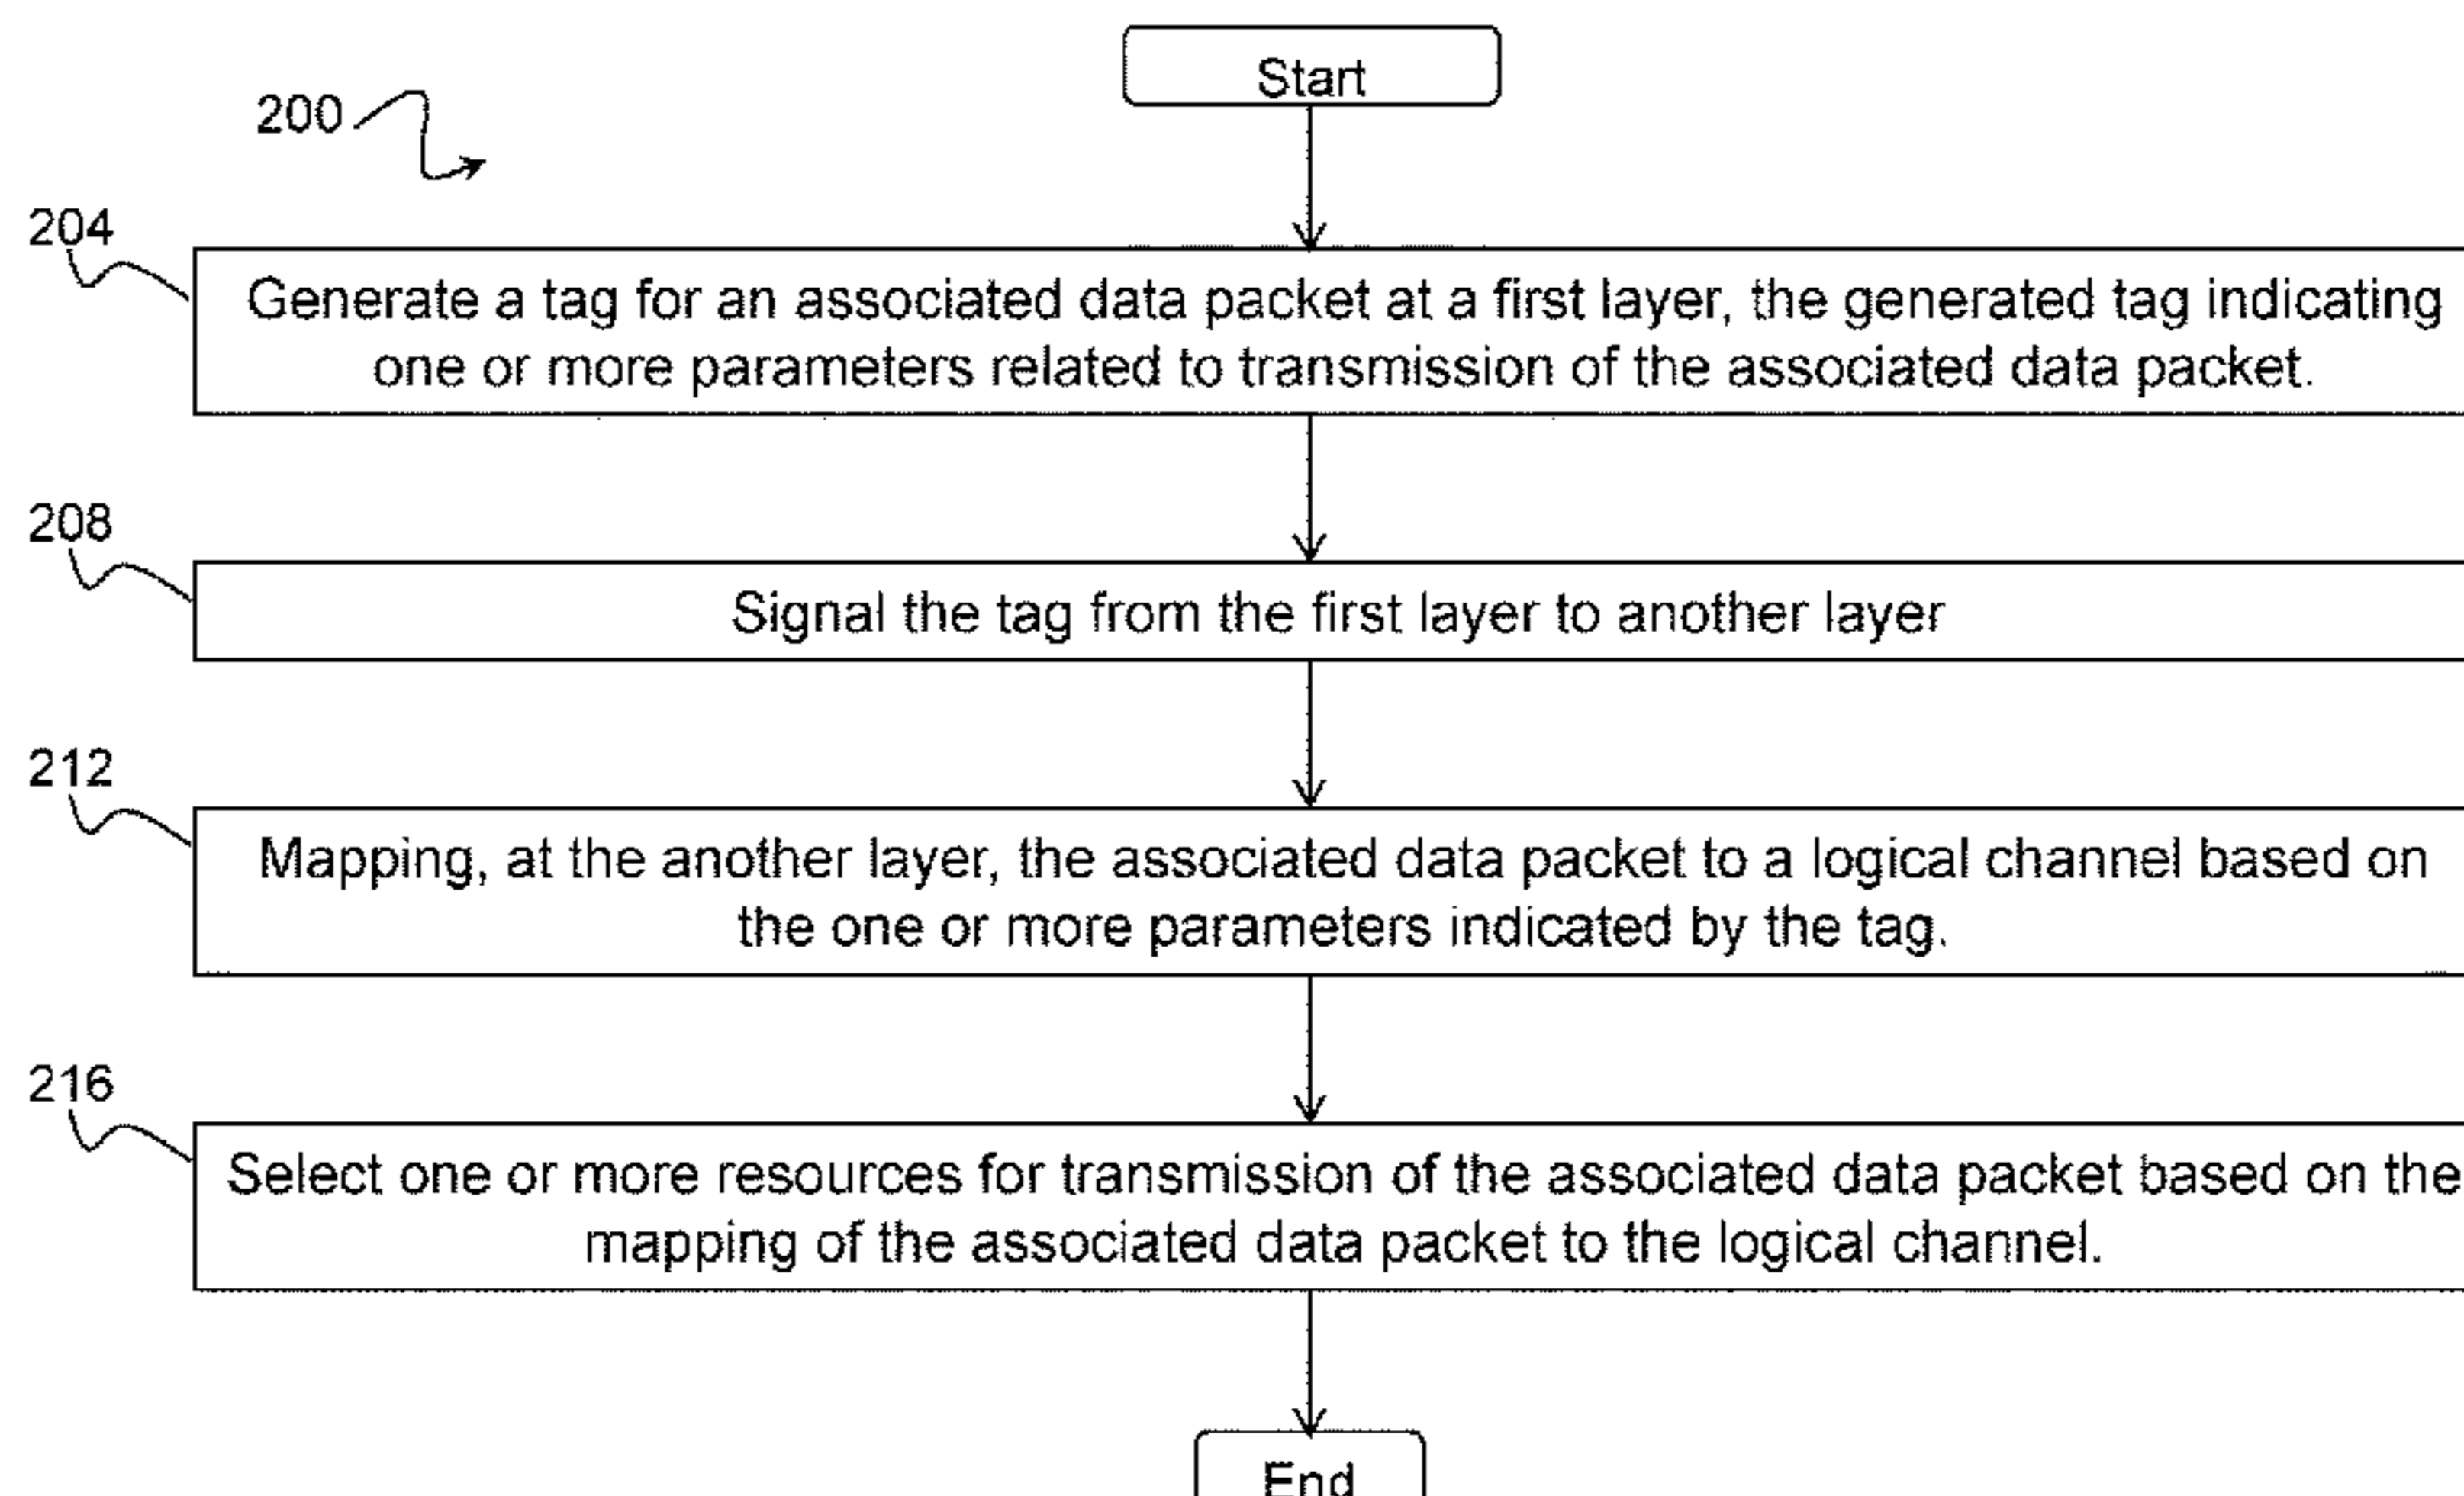 Start
200
204
Generate a tag for an associated data packet at a first layer, the generated tag indicating
one or more parameters related to transmission of the associated data packet.
208
Signal the tag from the first layer to another layer
212
Mapping, at the another layer, the associated data packet to a logical channel based on
the one or more parameters indicated by the tag.
216
Select one or more resources for transmission of the associated data packet based on the
mapping of the associated data packet to the logical channel.
End